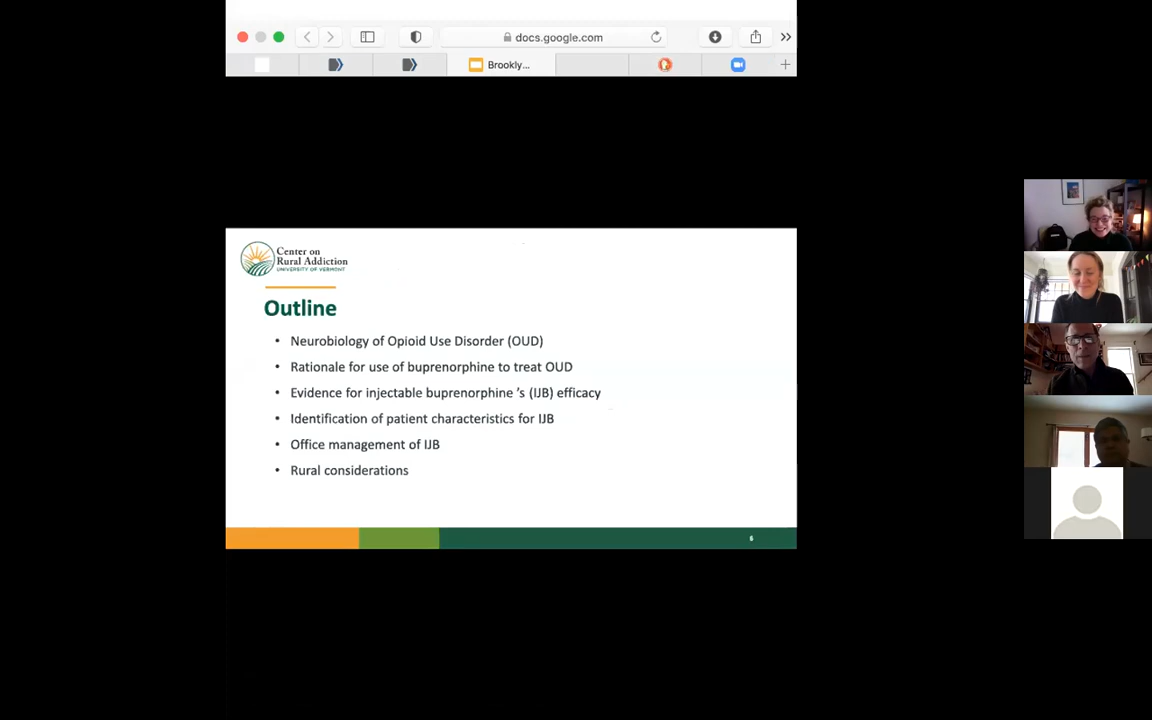 docs.google.com
Brookly...
Center on
Rural Addiction
UNIVERSITY OF VERMONT
Outline
• Neurobiology of Opioid Use Disorder (OUD)
• Rationale for use of buprenorphine to treat OUD
• Evidence for injectable buprenorphine 's (IJB) efficacy
• Identification of patient characteristics for IJB
• Office management of IJB
• Rural considerations
6